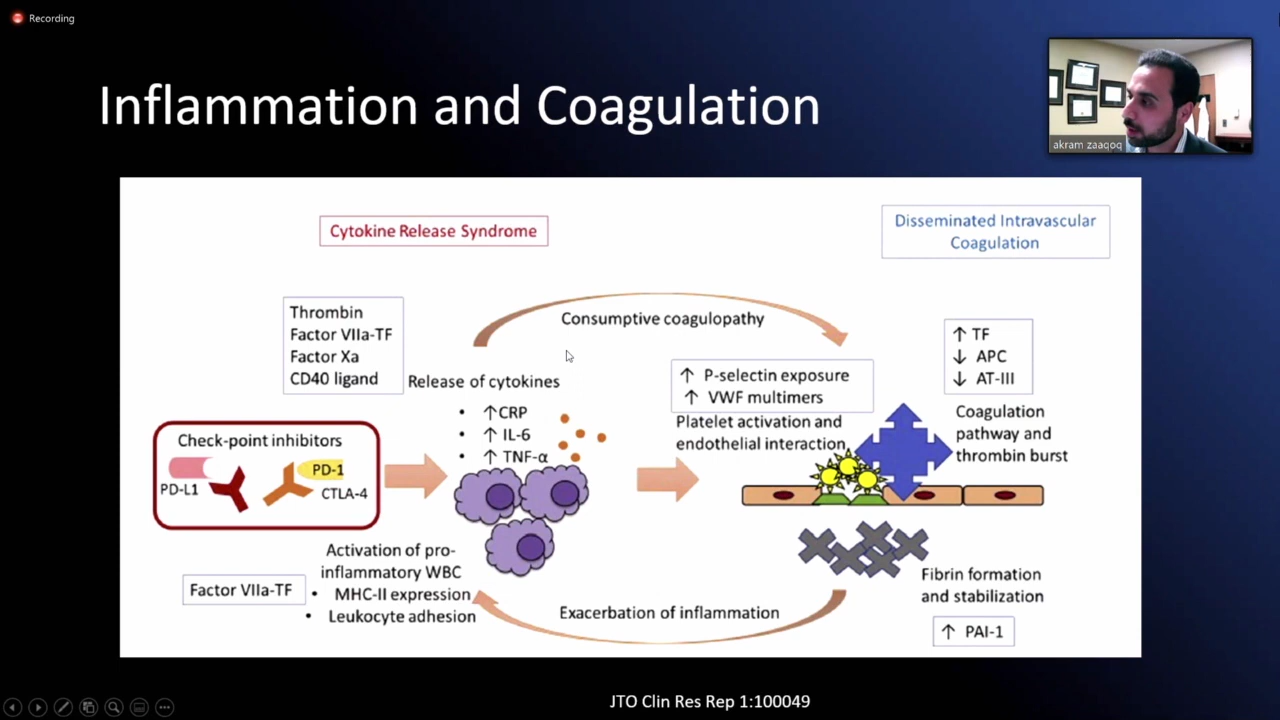 Recording
Inflammation and Coagulation
akram zaaqoq
Cytokine Release Syndrome
Disseminated Intravascular
Coagulation
Thrombin
Factor VIIa-TF
Factor Xa
CD40 ligand
Consumptive coagulopathy
↑ TF
↓ APC
↓ AT-III
Release of cytokines
• ↑CRP
• ↑ IL-6
• ↑ TNF-α
↑ P-selectin exposure
↑ VWF multimers
Platelet activation and
endothelial interaction
Coagulation
pathway and
thrombin burst
Check-point inhibitors
PD-L1
PD-1
CTLA-4
Activation of pro-
inflammatory WBC
• MHC-II expression
• Leukocyte adhesion
Factor VIIa-TF
Exacerbation of inflammation
Fibrin formation
and stabilization
↑ PAI-1
JTO Clin Res Rep 1:100049